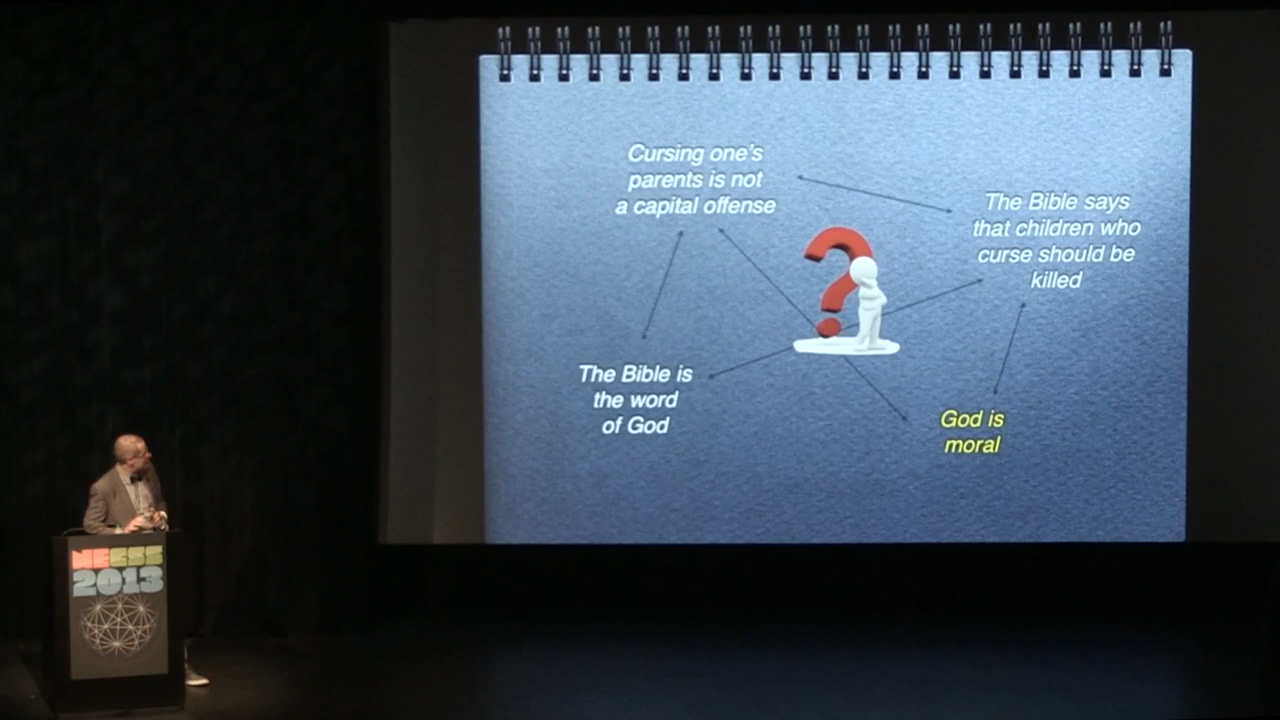 Cursing one's
parents is not
a capital offense
The Bible says
that children who
curse should be
killed
The Bible is
the word
of God
God is
moral
NECSS
2013